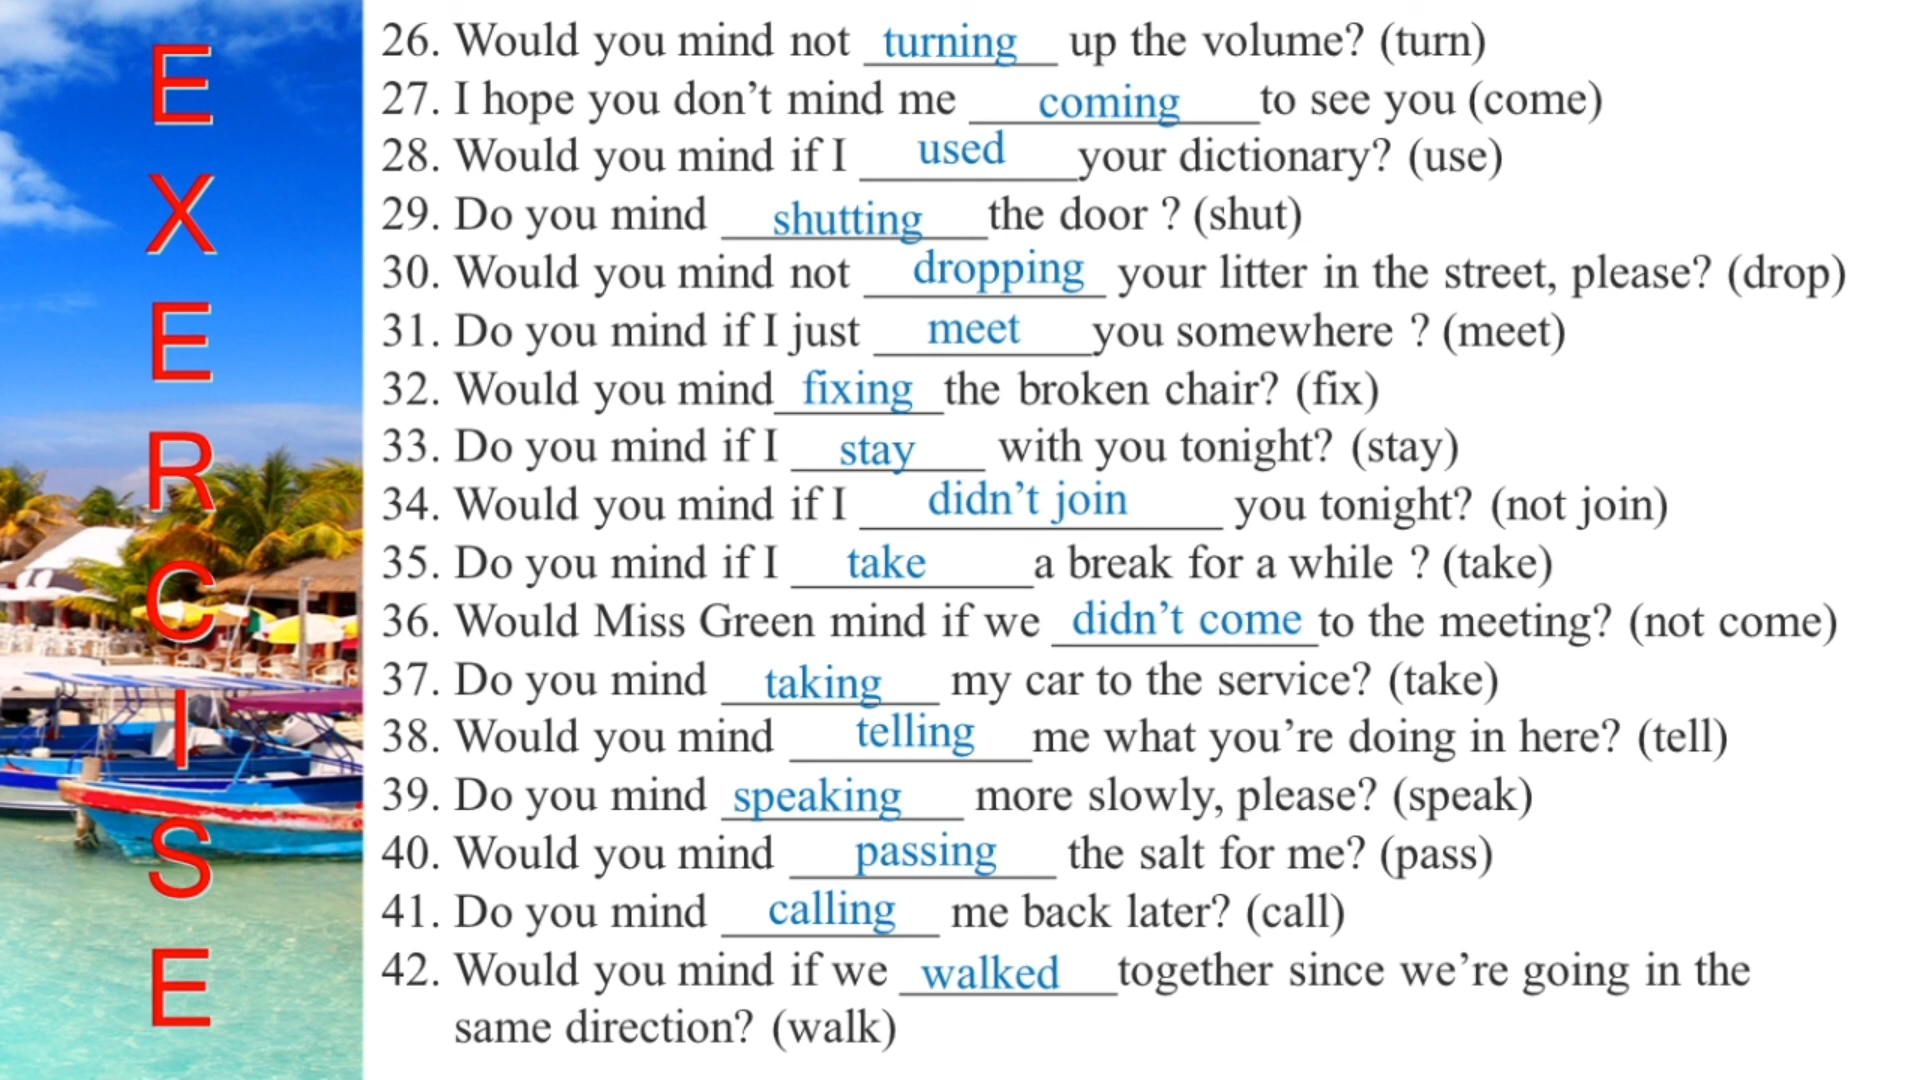 EXERCISE
26. Would you mind not turning up the volume? (turn)
27. I hope you don’t mind me coming to see you (come)
28. Would you mind if I used your dictionary? (use)
29. Do you mind shutting the door ? (shut)
30. Would you mind not dropping your litter in the street, please? (drop)
31. Do you mind if I just meet you somewhere ? (meet)
32. Would you mind fixing the broken chair? (fix)
33. Do you mind if I stay with you tonight? (stay)
34. Would you mind if I didn’t join you tonight? (not join)
35. Do you mind if I take a break for a while ? (take)
36. Would Miss Green mind if we didn’t come to the meeting? (not come)
37. Do you mind taking my car to the service? (take)
38. Would you mind telling me what you’re doing in here? (tell)
39. Do you mind speaking more slowly, please? (speak)
40. Would you mind passing the salt for me? (pass)
41. Do you mind calling me back later? (call)
42. Would you mind if we walked together since we’re going in the
same direction? (walk)